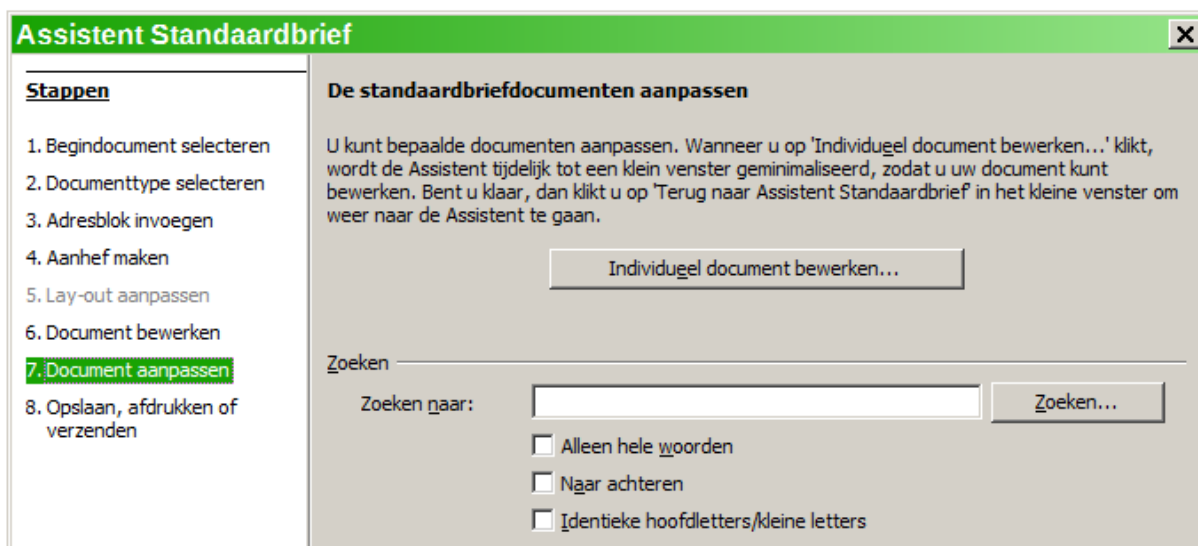 Assistent Standaardbrief
Stappen
1. Begindocument selecteren
2. Documenttype selecteren
3. Adresblok invoegen
4. Aanhef maken
5. Lay-out aanpassen
6. Document bewerken
7. Document aanpassen
8. Opslaan, afdrukken of
verzenden
De standaardbriefdocumenten aanpassen
U kunt bepaalde documenten aanpassen. Wanneer u op 'Individueel document bewerken...' klikt,
wordt de Assistent tijdelijk tot een klein venster geminimaliseerd, zodat u uw document kunt
bewerken. Bent u klaar, dan klikt u op 'Terug naar Assistent Standaardbrief' in het kleine venster om
weer naar de Assistent te gaan.
Individueel document bewerken...
Zoeken
Zoeken naar:
Zoeken...
Alleen hele woorden
Naar achteren
Identieke hoofdletters/kleine letters